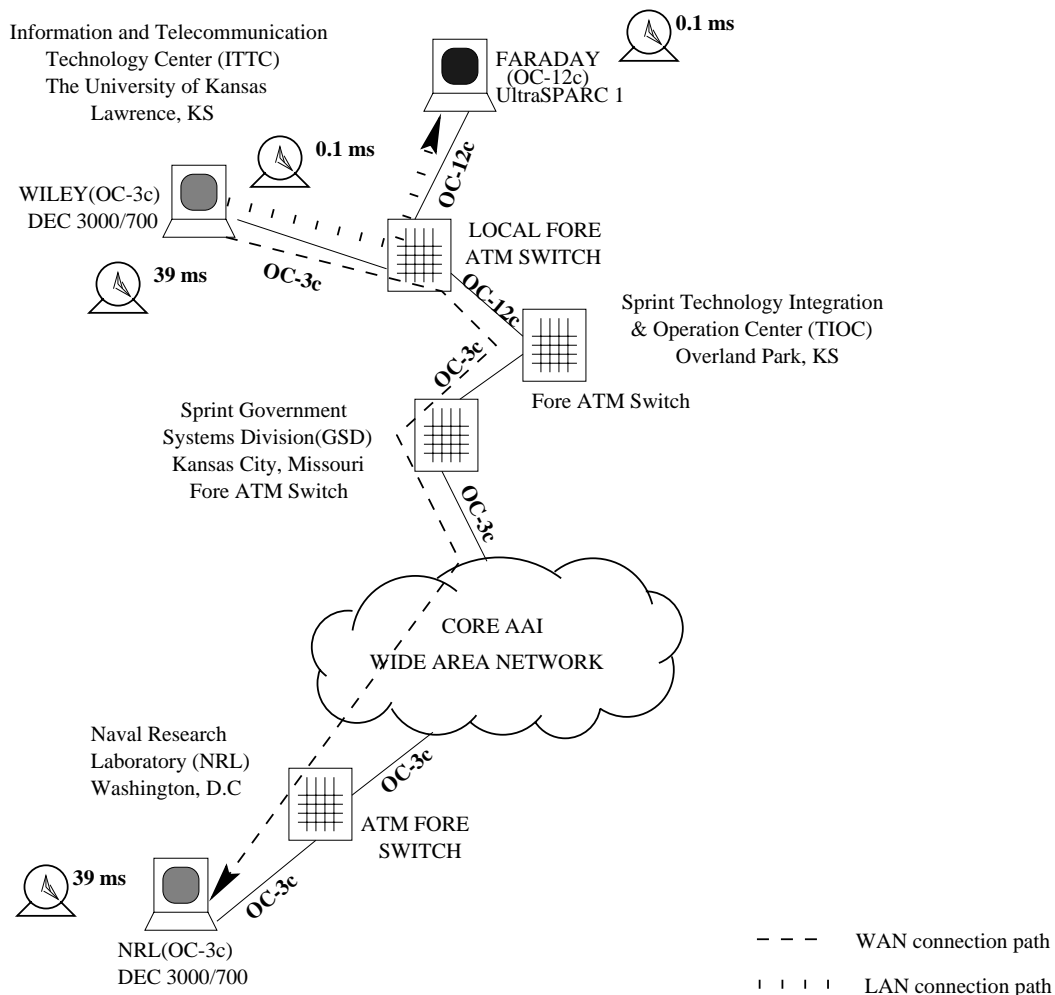 Information and Telecommunication
Technology Center (ITTC)
The University of Kansas
Lawrence, KS
0.1 ms
FARADAY
(OC-12c)
UltraSPARC 1
0.1 ms
OC-12c
WILEY(OC-3c)
DEC 3000/700
LOCAL FORE
ATM SWITCH
39 ms
OC-3c
OC-12c
Sprint Technology Integration
& Operation Center (TIOC)
Overland Park, KS
OC-3c
Fore ATM Switch
Sprint Government
Systems Division(GSD)
Kansas City, Missouri
Fore ATM Switch
OC-3c
CORE AAI
WIDE AREA NETWORK
Naval Research
Laboratory (NRL)
Washington, D.C
OC-3c
ATM FORE
SWITCH
39 ms
OC-3c
NRL(OC-3c)
DEC 3000/700
WAN connection path
LAN connection path